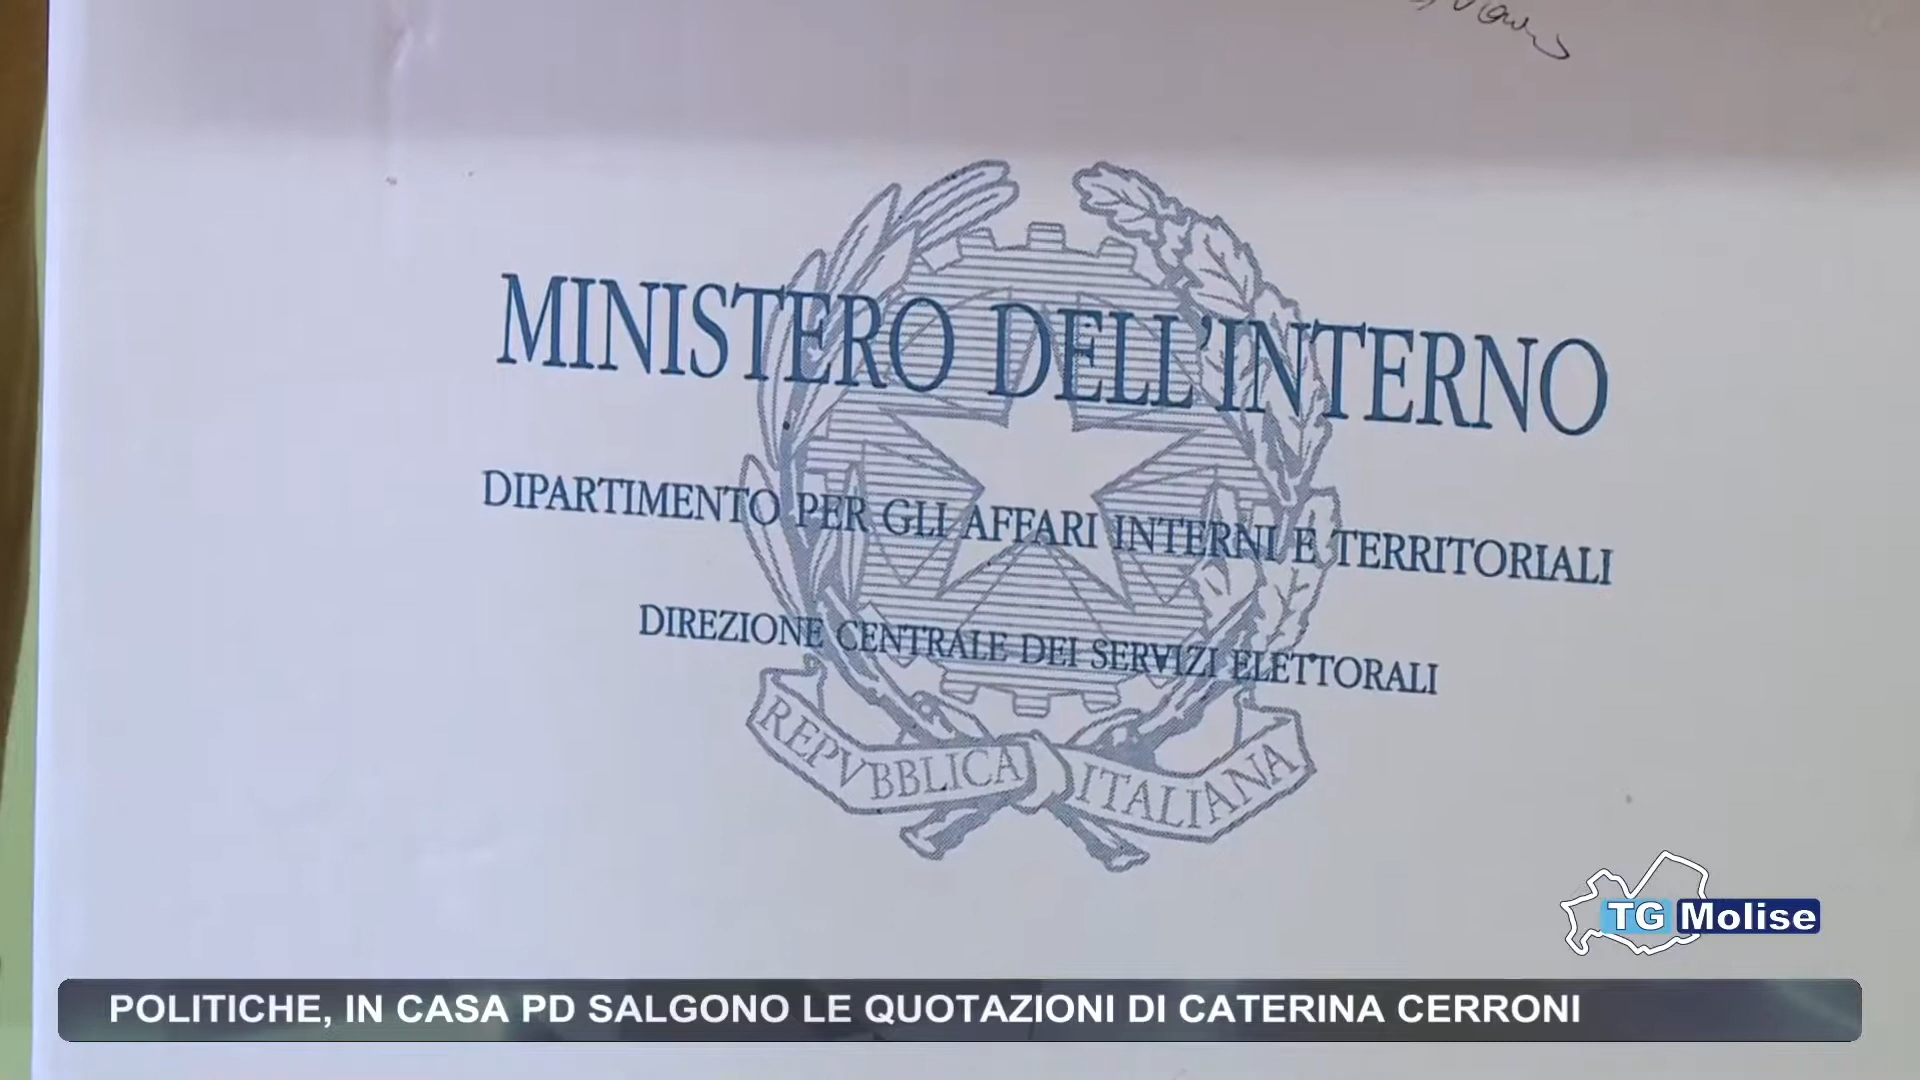 MINISTERO DELL'INTERNO
DIPARTIMENTO PER GLI AFFARI INTERNI E TERRITORIALI
DIREZIONE CENTRALE DEI SERVIZI ELETTORALI
REPVBBLICA ITALIANA
TG Molise
POLITICHE, IN CASA PD SALGONO LE QUOTAZIONI DI CATERINA CERRONI